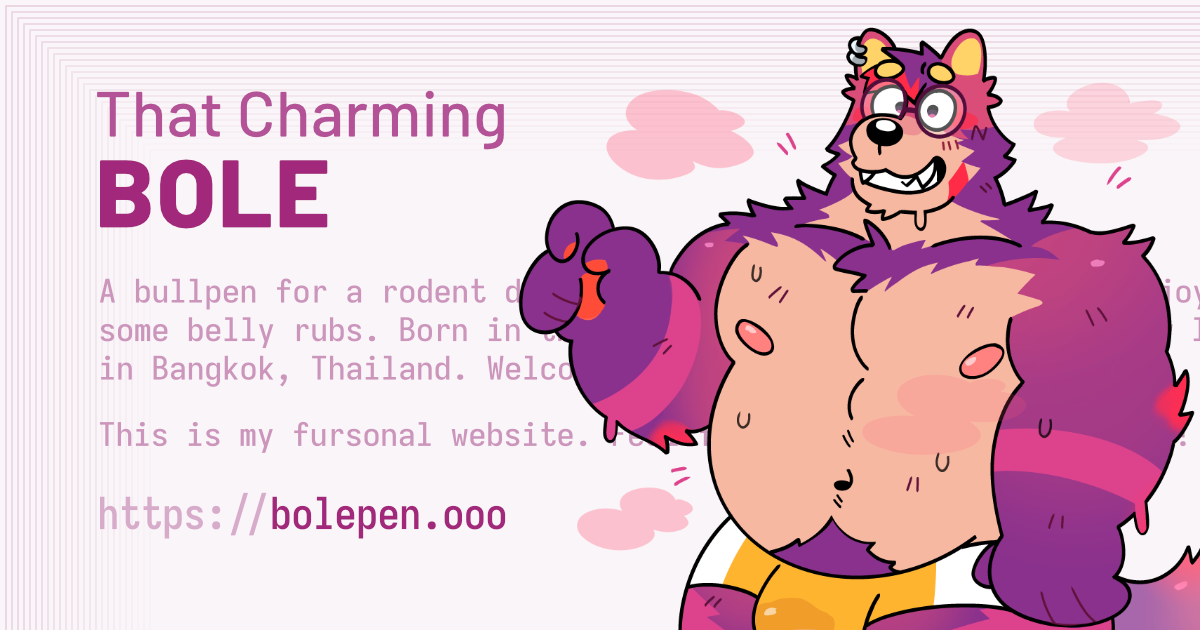 That Charming
BOLE
A bullpen for a rodent
some belly rubs. Born in
in Bangkok, Thailand.
This is my fursonal website.
https://bolepen.ooo